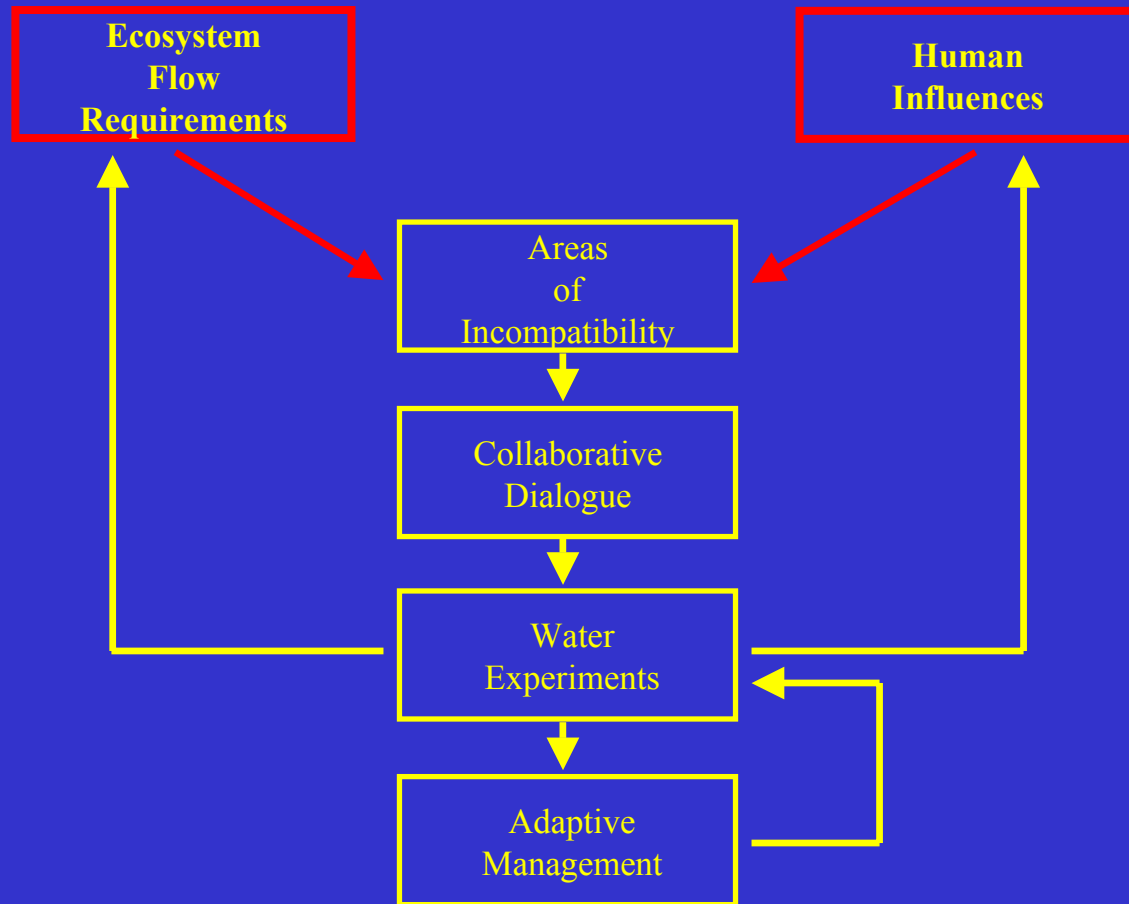 Ecosystem
Flow
Requirements
Human
Influences
Areas
of
Incompatibility
Collaborative
Dialogue
Water
Experiments
Adaptive
Management